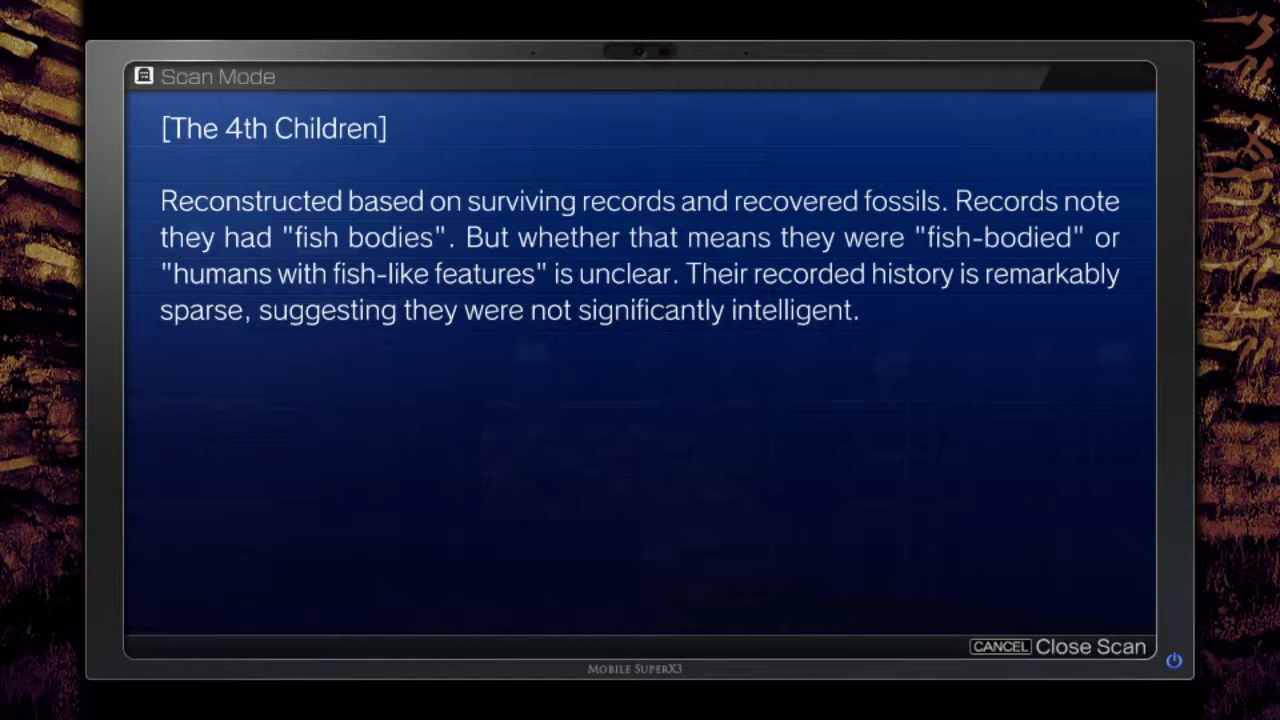 Scan Mode
[The 4th Children]
Reconstructed based on surviving records and recovered fossils. Records note
they had "fish bodies". But whether that means they were "fish-bodied" or
"humans with fish-like features" is unclear. Their recorded history is remarkably
sparse, suggesting they were not significantly intelligent.
CANCEL Close Scan
MOBILE SUPERX3